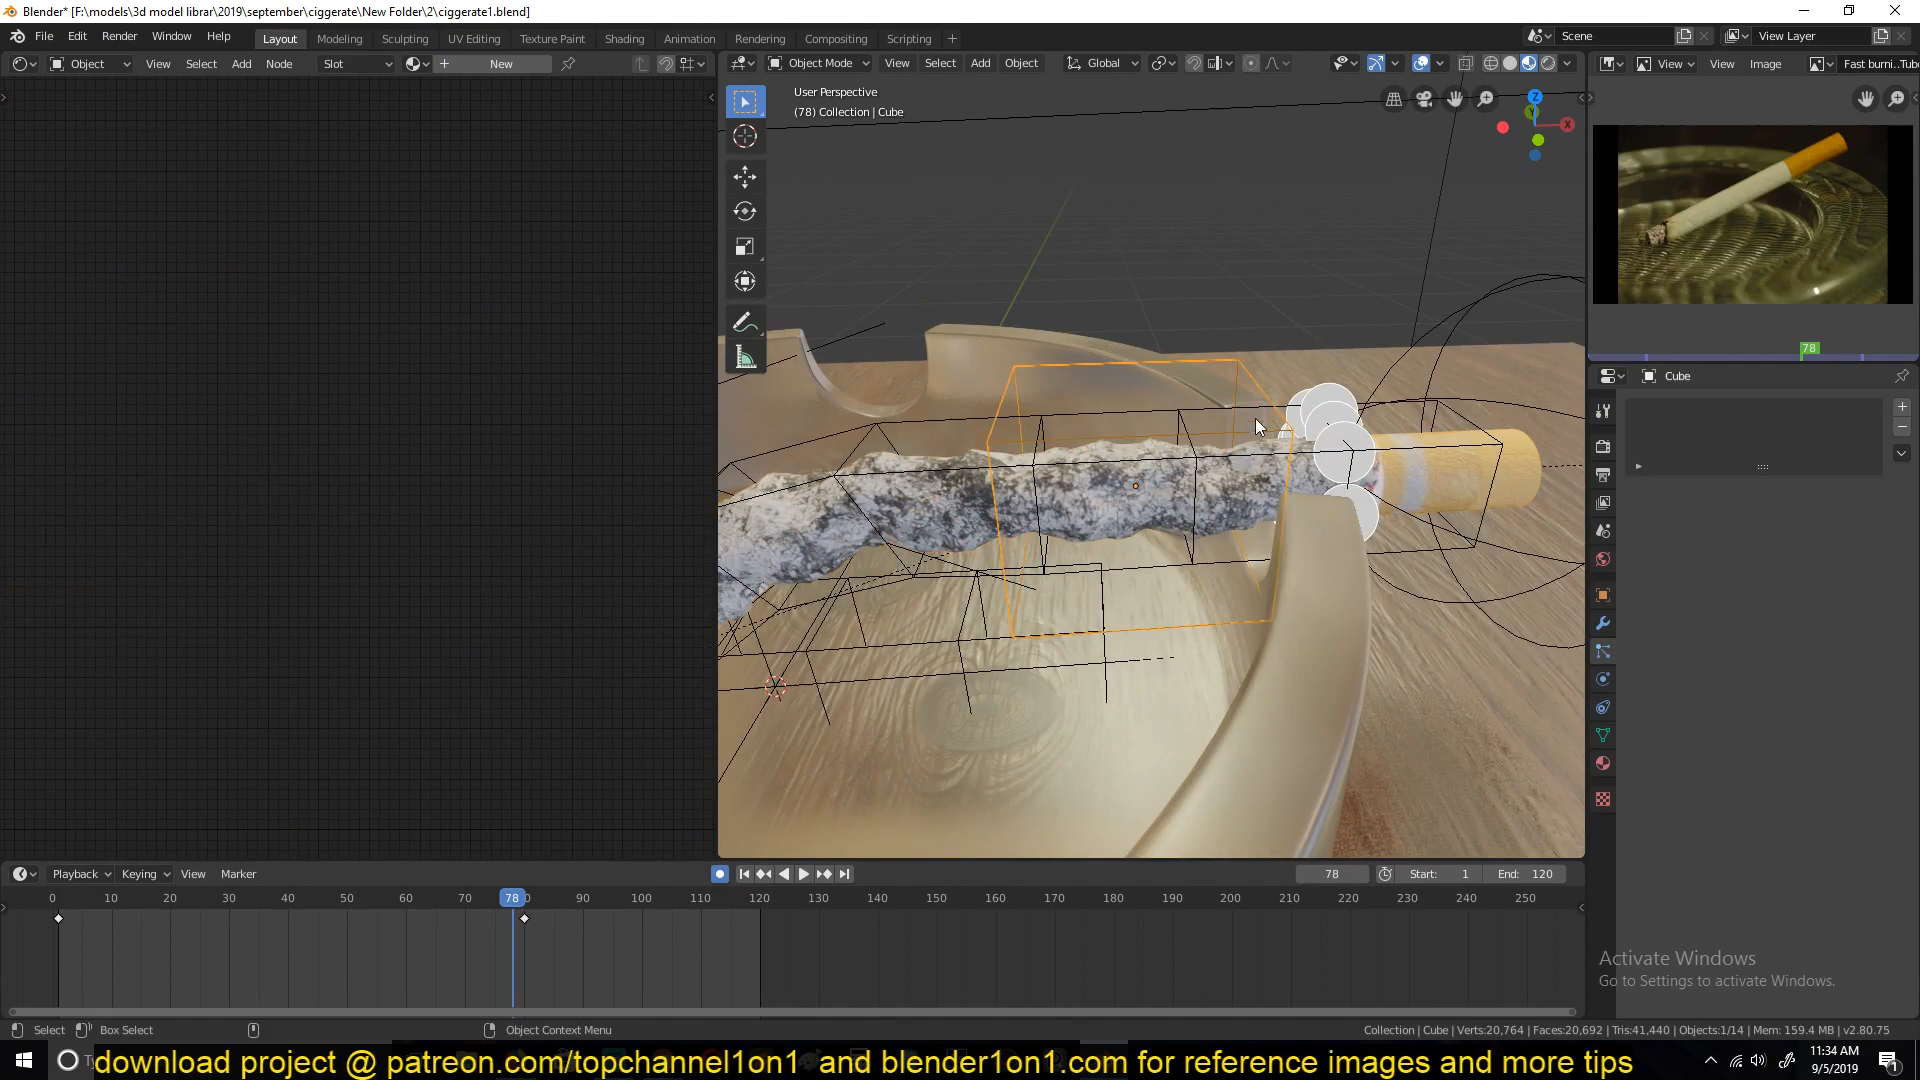 Blender* [F:\models\3d model librar\2019\september\ciggerate\New Folder\2\ciggerate1.blend]
File Edit Render Window Help Layout Modeling Sculpting UV Editing Texture Paint Shading Animation Rendering Compositing Scripting + Scene View Layer
Object View Select Add Node Slot New
Object Mode View Select Add Object Global
View View Image Fast burni..Tub
User Perspective
(78) Collection | Cube
Z
X
78
Cube
Playback Keying View Marker 78 Start: 1 End: 120
0 10 20 30 40 50 60 70 78 90 100 110 120 130 140 150 160 170 180 190 200 210 220 230 240 250
Activate Windows
Go to Settings to activate Windows.
Select Box Select Object Context Menu Collection | Cube | Verts:20,764 | Faces:20,692 | Tris:41,440 | Objects:1/14 | Mem: 159.4 MB | v2.80.75
download project @ patreon.com/topchannel1on1 and blender1on1.com for reference images and more tips
11:34 AM
9/5/2019
1